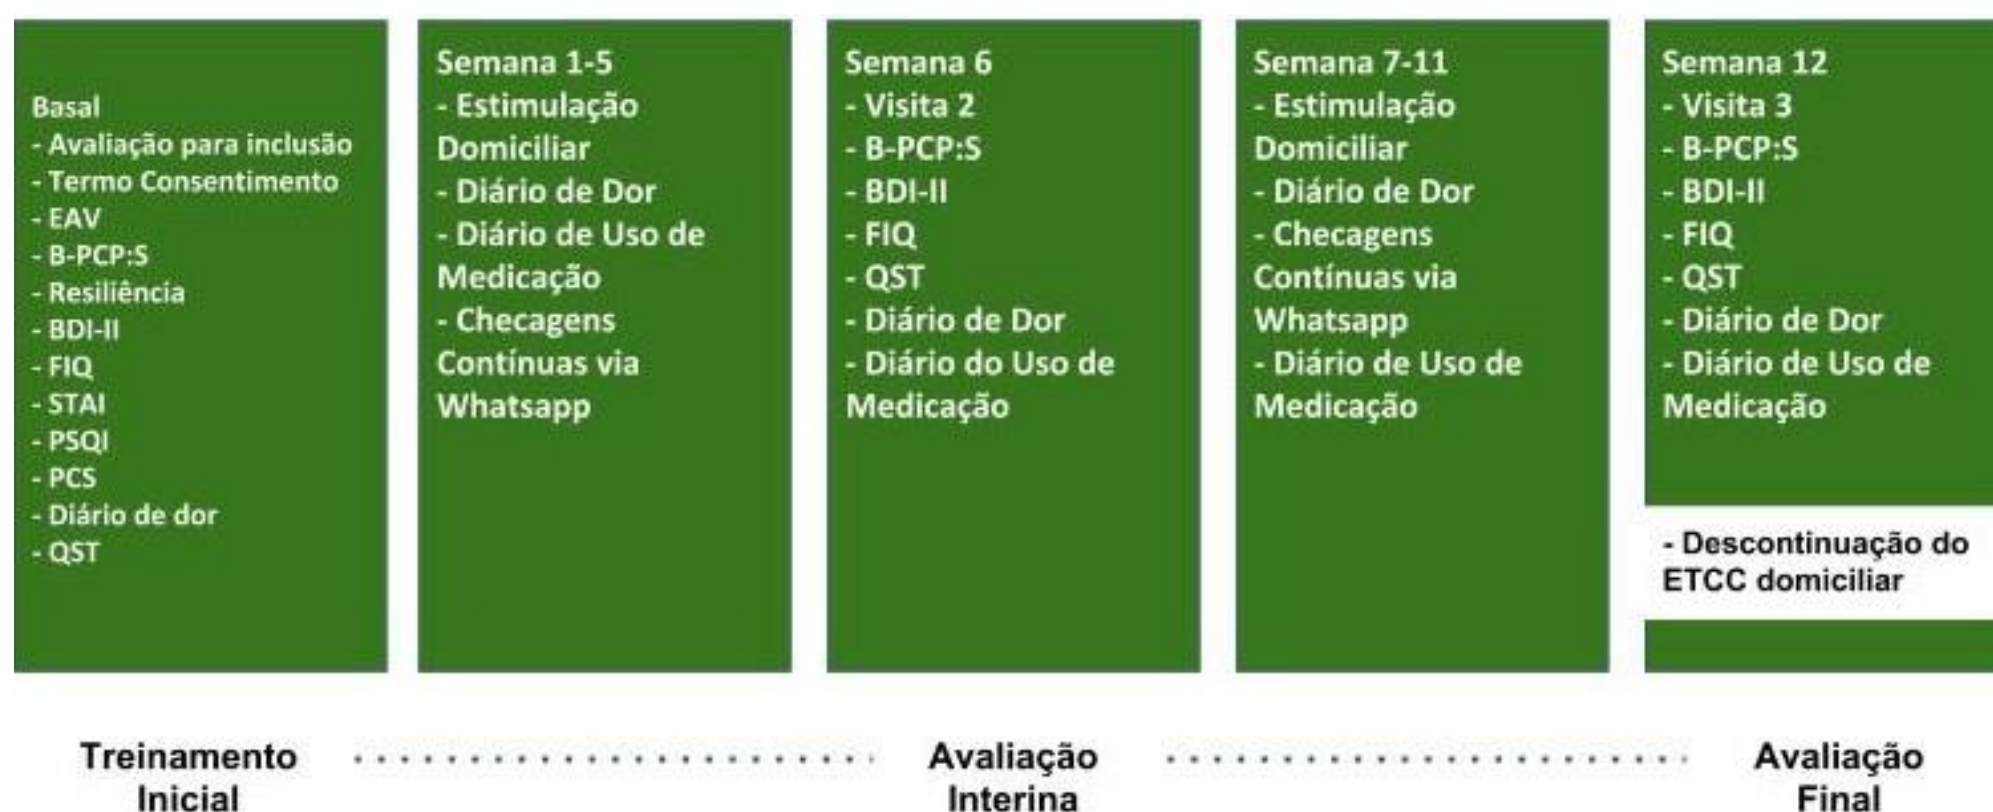 Basal
- Avaliação para inclusão
- Termo Consentimento
- EAV
- B-PCP:S
- Resiliência
- BDI-II
- FIQ
- STAI
- PSQI
- PCS
- Diário de dor
- QST
Semana 1-5
- Estimulação
Domiciliar
- Diário de Dor
- Diário de Uso de
Medicação
- Checagens
Contínuas via
Whatsapp
Semana 6
- Visita 2
- B-PCP:S
- BDI-II
- FIQ
- QST
- Diário de Dor
- Diário do Uso de
Medicação
Semana 7-11
- Estimulação
Domiciliar
- Diário de Dor
- Checagens
Contínuas via
Whatsapp
- Diário de Uso de
Medicação
Semana 12
- Visita 3
- B-PCP:S
- BDI-II
- FIQ
- QST
- Diário de Dor
- Diário de Uso de
Medicação
- Descontinuação do
ETCC domiciliar
Treinamento
Inicial
Avaliação
Interina
Avaliação
Final